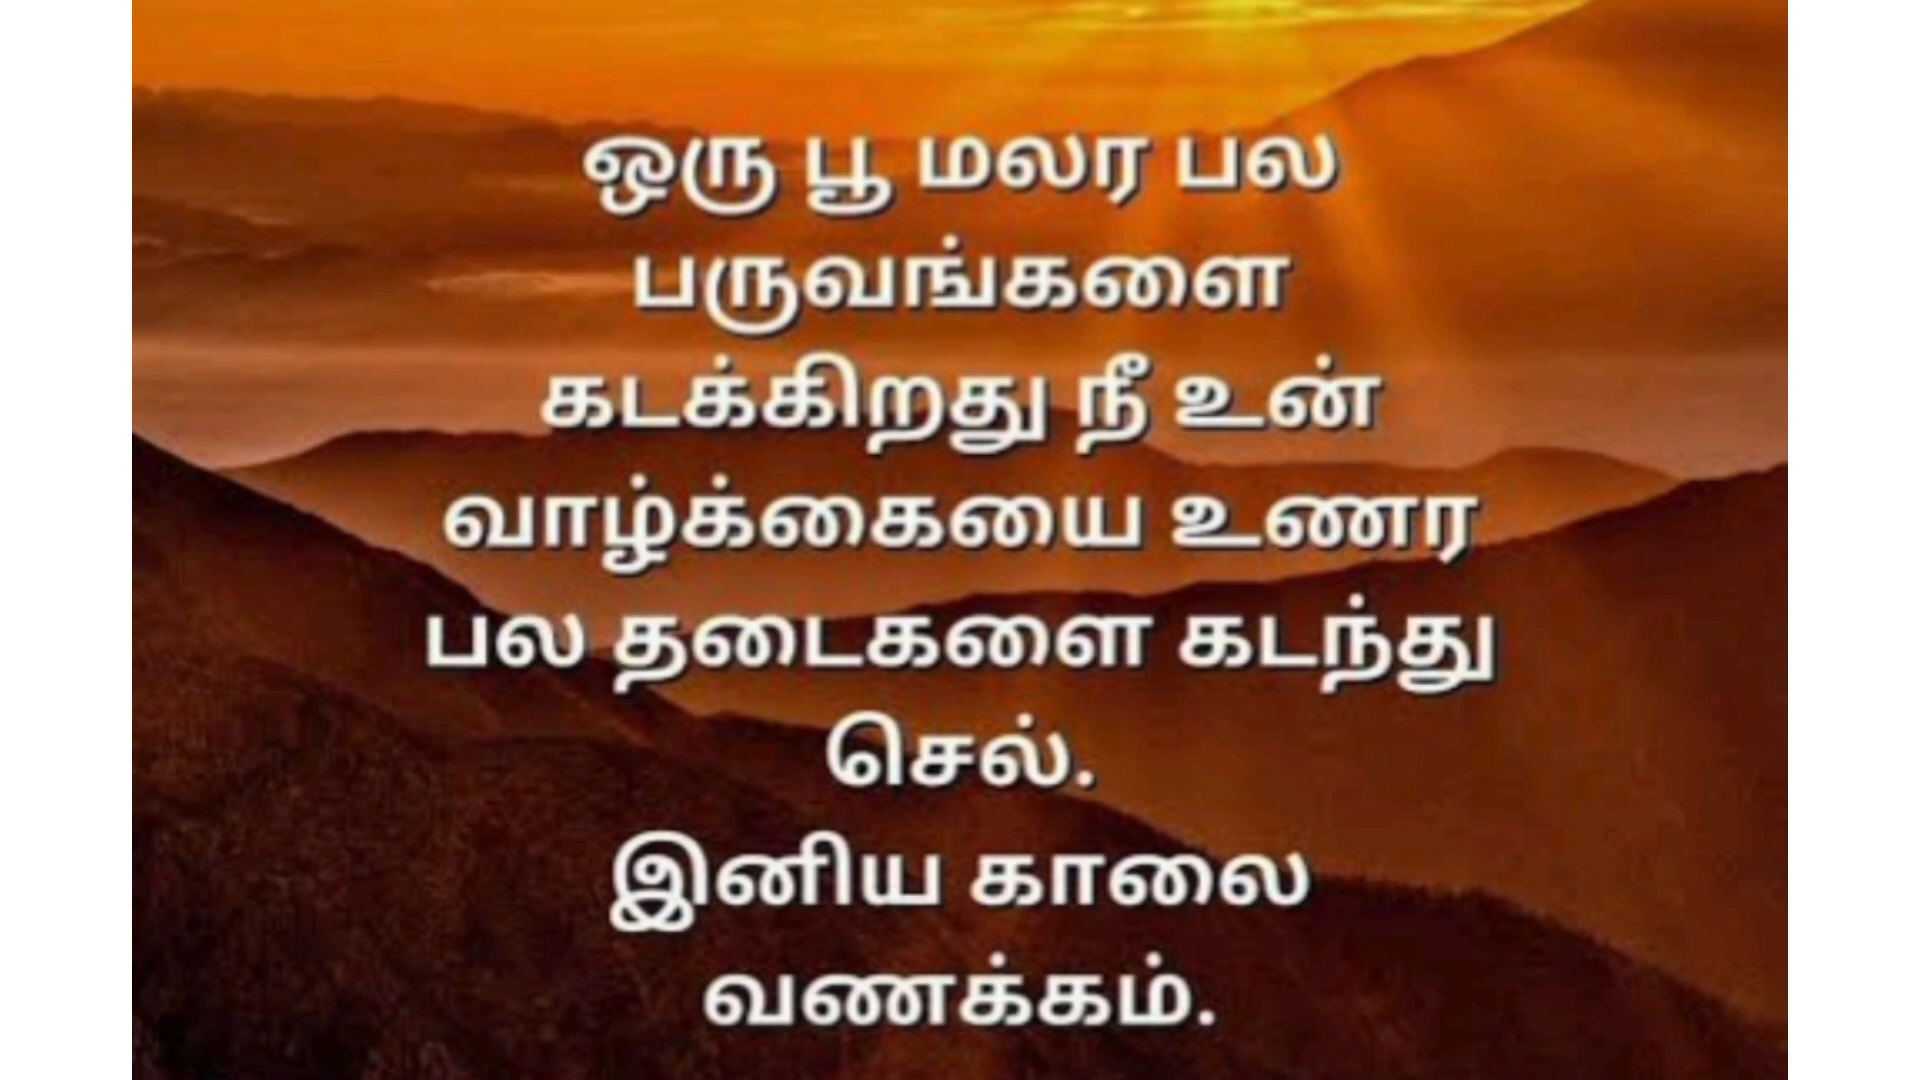 ஒரு பூ மலர பல
பருவங்களை
கடக்கிறது நீ உன்
வாழ்க்கையை உணர
பல தடைகளை கடந்து
செல்.
இனிய காலை
வணக்கம்.